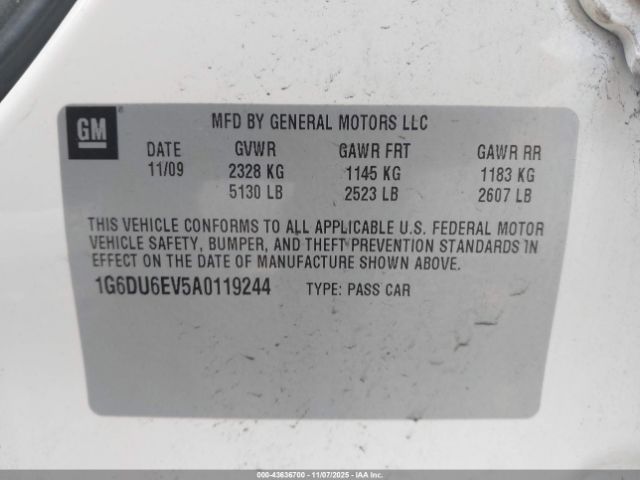 GM
MFD BY GENERAL MOTORS LLC
DATE GVWR GAWR FRT GAWR RR
11/09 2328 KG 1145 KG 1183 KG
5130 LB 2523 LB 2607 LB
THIS VEHICLE CONFORMS TO ALL APPLICABLE U.S. FEDERAL MOTOR
VEHICLE SAFETY, BUMPER, AND THEFT PREVENTION STANDARDS IN
EFFECT ON THE DATE OF MANUFACTURE SHOWN ABOVE.
1G6DU6EV5A0119244 TYPE: PASS CAR
000-43636700 - 11/07/2025 - IAAI.COM